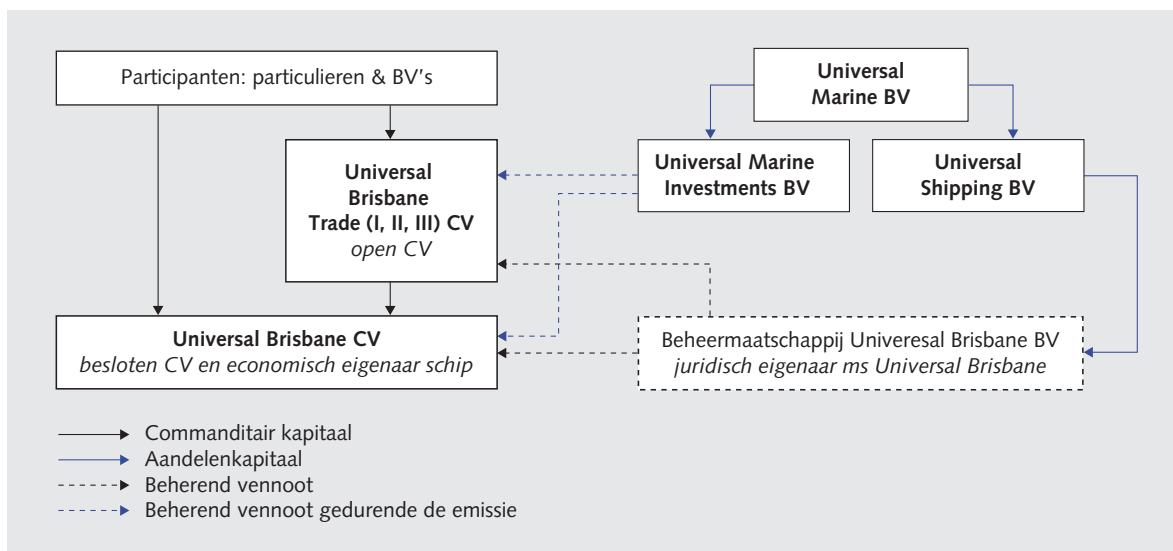 Participanten: particulieren & BV's
Universal
Marine BV
Universal
Brisbane
Trade (I, II, III) CV
open CV
Universal Marine
Investments BV
Universal
Shipping BV
Universal Brisbane CV
besloten CV en economisch eigenaar schip
Beheermaatschappij Univeresal Brisbane BV
juridisch eigenaar ms Universal Brisbane
Commanditair kapitaal
Aandelenkapitaal
Beherend vennoot
Beherend vennoot gedurende de emissie